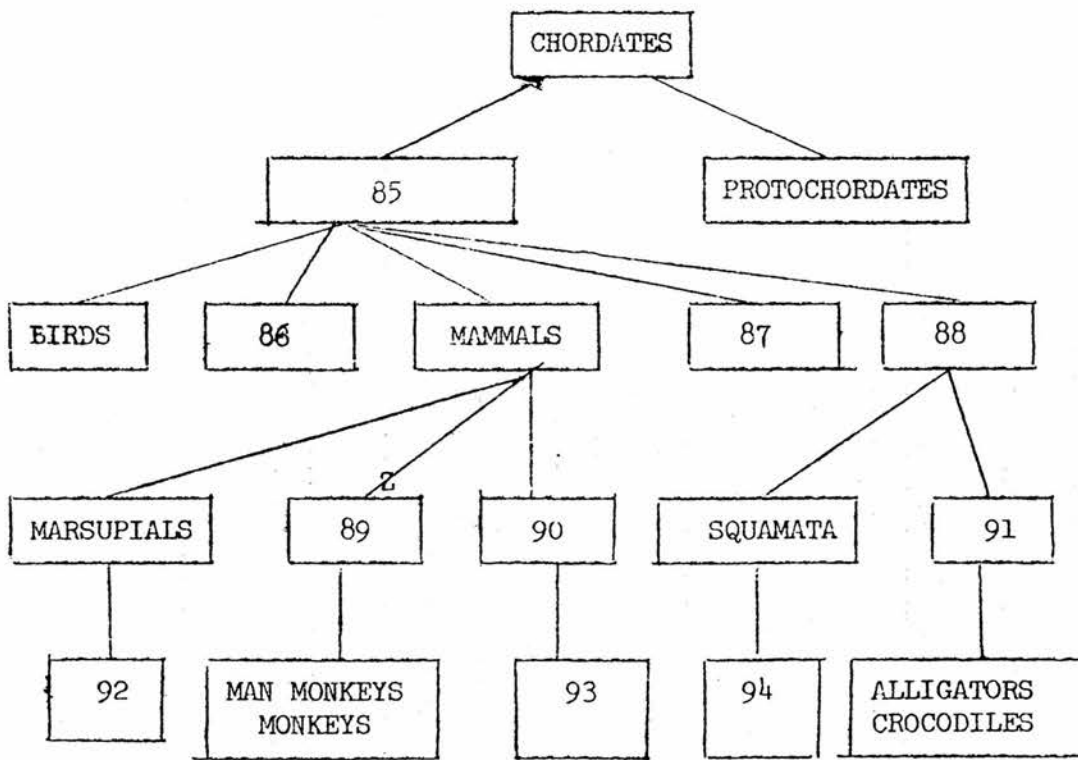 CHORDATES
85
PROTOCHORDATES
BIRDS
86
MAMMALS
87
88
Z
MARSUPIALS
89
90
SQUAMATA
91
92
MAN MONKEYS
MONKEYS
93
94
ALLIGATORS
CROCODILES